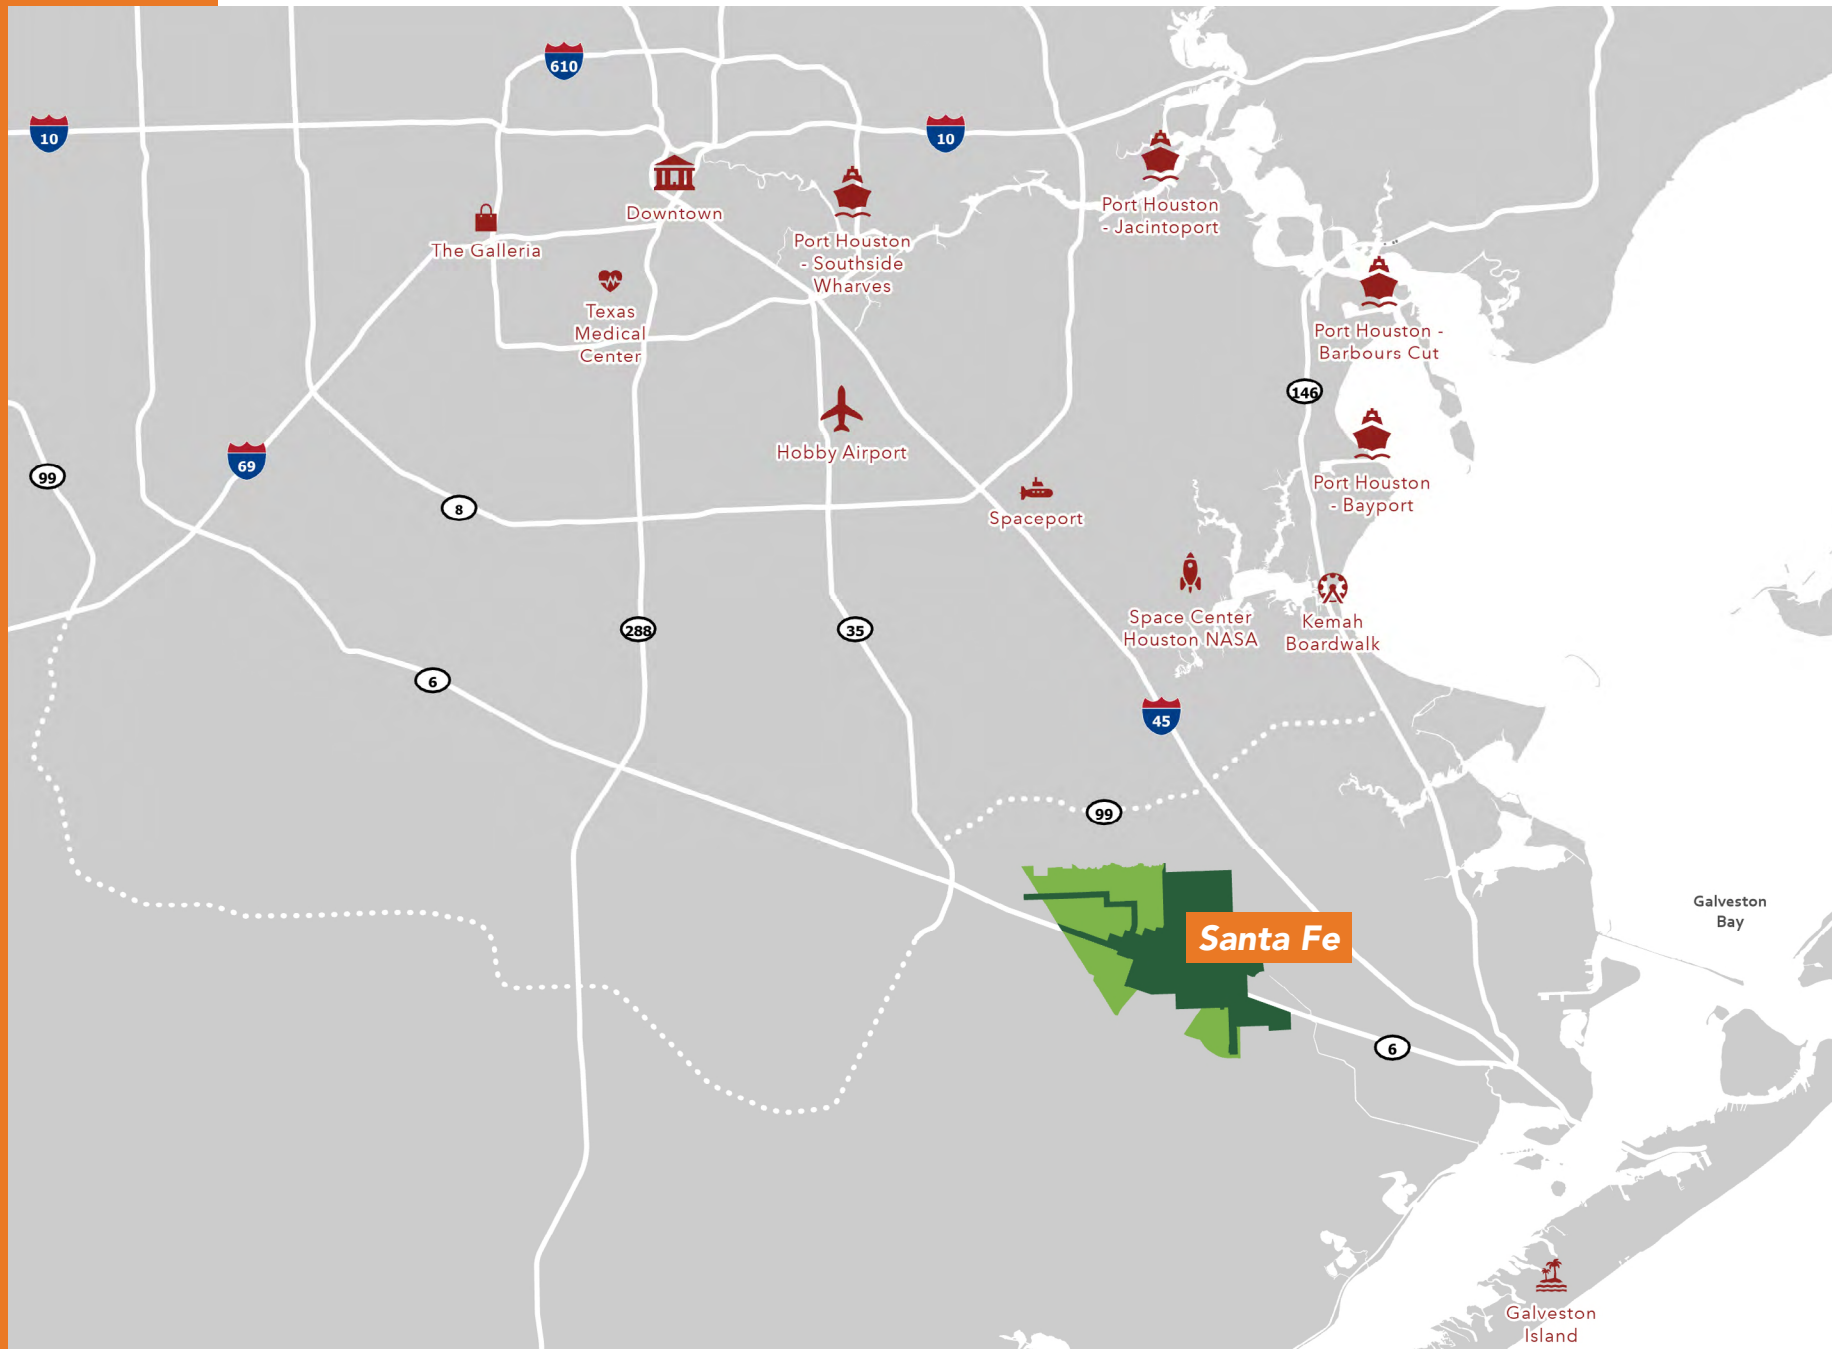 610
10
10
Downtown
The Galleria
Port Houston
- Southside
Wharves
Port Houston
- Jacintoport
Texas
Medical
Center
Port Houston -
Barbours Cut
146
Hobby Airport
69
99
8
Port Houston
- Bayport
Spaceport
Space Center
Houston NASA
Kemah
Boardwalk
288
35
6
45
99
Galveston
Bay
Santa Fe
6
Galveston
Island